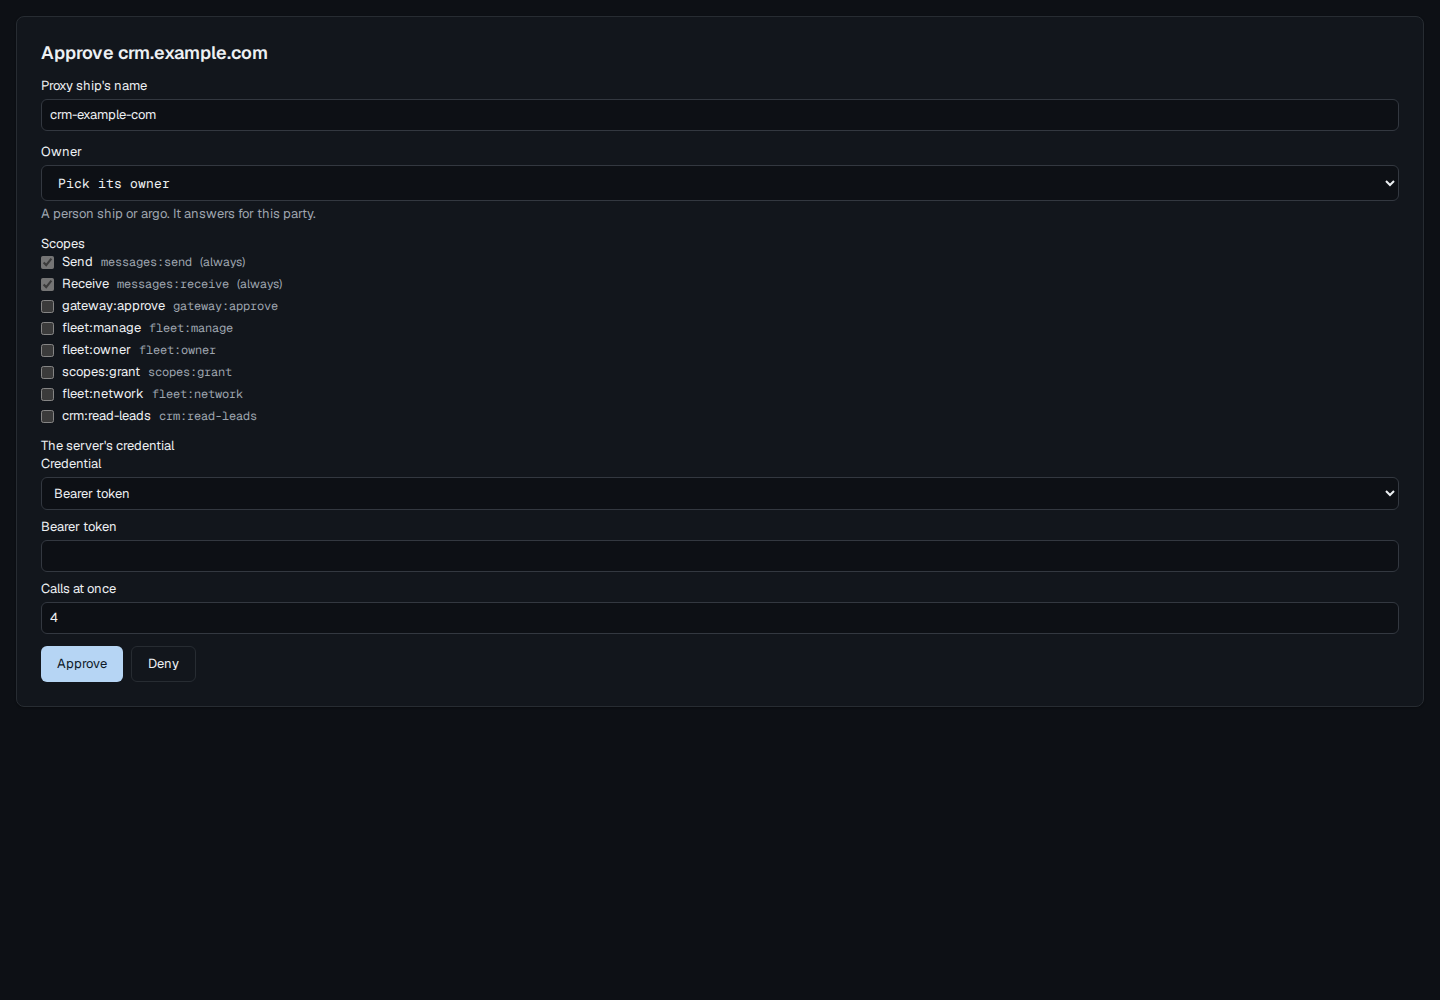 Approve crm.example.com
Proxy ship's name
crm-example-com
Owner
Pick its owner
A person ship or argo. It answers for this party.
Scopes
Send messages:send (always)
Receive messages:receive (always)
gateway:approve gateway:approve
fleet:manage fleet:manage
fleet:owner fleet:owner
scopes:grant scopes:grant
fleet:network fleet:network
crm:read-leads crm:read-leads
The server's credential
Credential
Bearer token
Bearer token
Calls at once
4
Approve Deny